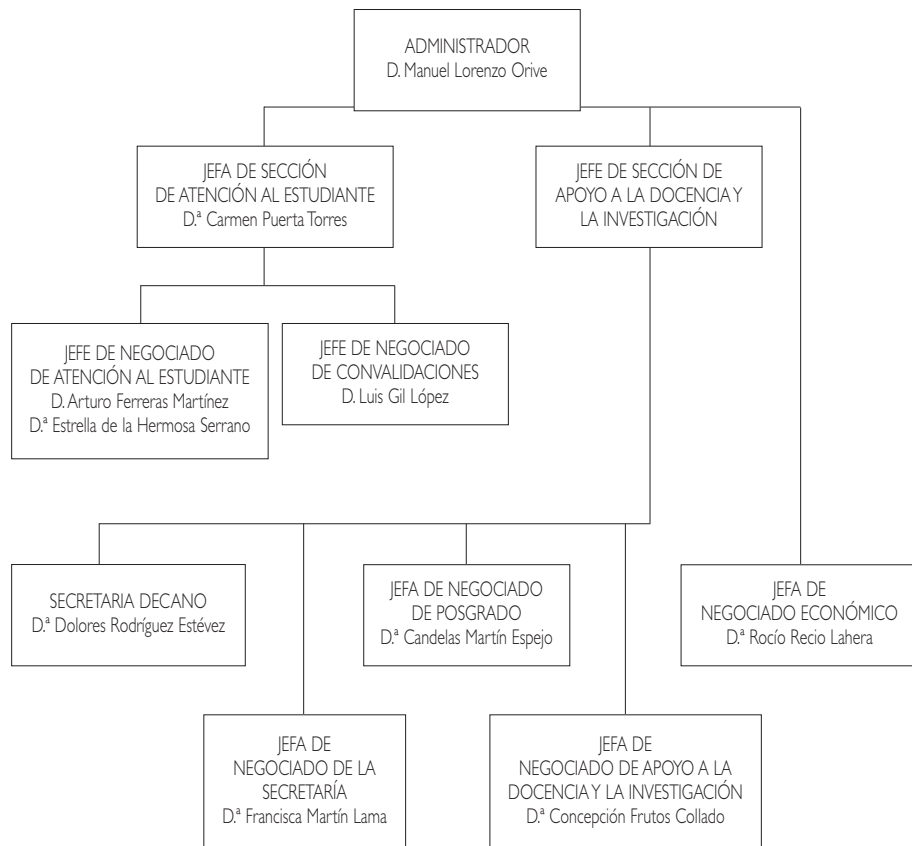 ADMINISTRADOR
D. Manuel Lorenzo Orive
JEFA DE SECCIÓN
DE ATENCIÓN AL ESTUDIANTE
D.ª Carmen Puerta Torres
JEFE DE SECCIÓN DE
APOYO A LA DOCENCIA Y
LA INVESTIGACIÓN
JEFE DE NEGOCIADO
DE ATENCIÓN AL ESTUDIANTE
D. Arturo Ferreras Martínez
D.ª Estrella de la Hermosa Serrano
JEFE DE NEGOCIADO
DE CONVALIDACIONES
D. Luis Gil López
SECRETARIA DECANO
D.ª Dolores Rodríguez Estévez
JEFA DE NEGOCIADO
DE POSGRADO
D.ª Candelas Martín Espejo
JEFA DE
NEGOCIADO ECONÓMICO
D.ª Rocío Recio Lahera
JEFA DE
NEGOCIADO DE LA
SECRETARÍA
D.ª Francisca Martín Lama
JEFA DE
NEGOCIADO DE APOYO A LA
DOCENCIA Y LA INVESTIGACIÓN
D.ª Concepción Frutos Collado